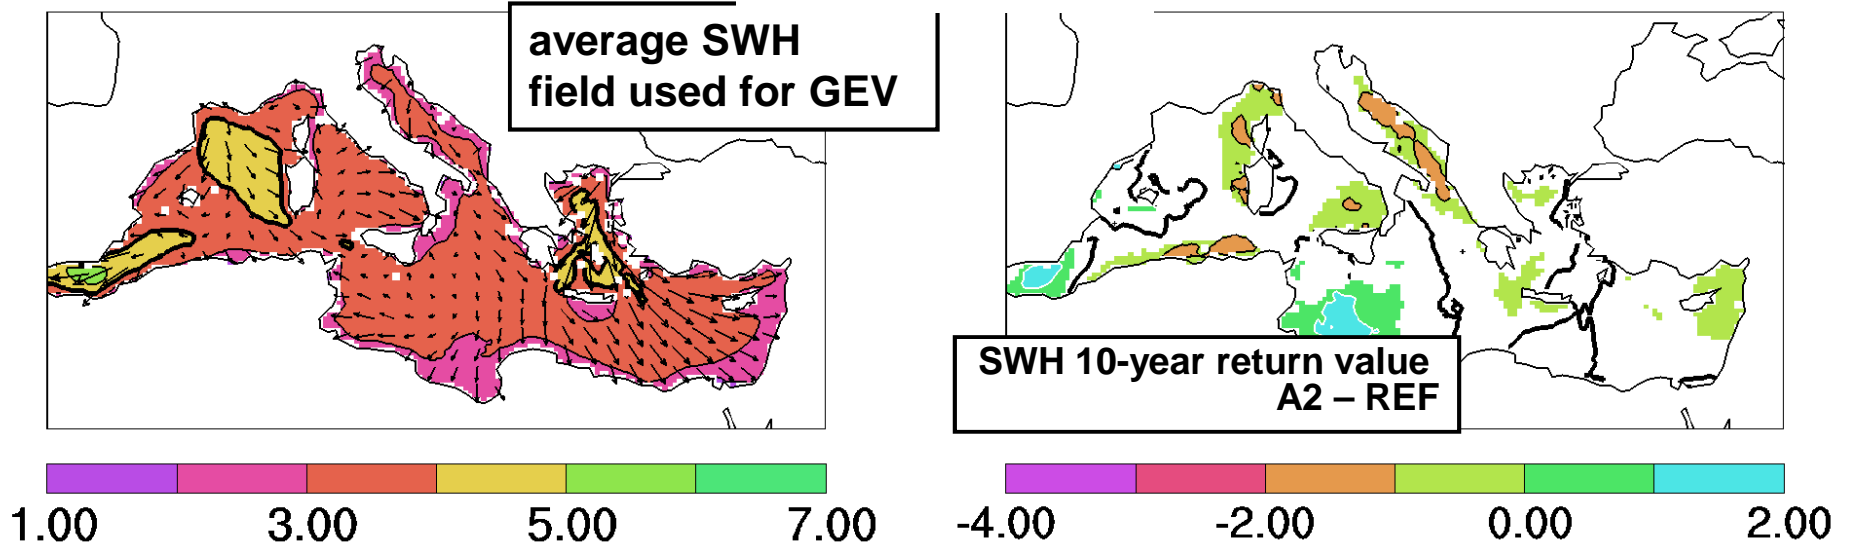 average SWH
field used for GEV
SWH 10-year return value
A2 – REF
1.00 3.00 5.00 7.00
-4.00 -2.00 0.00 2.00